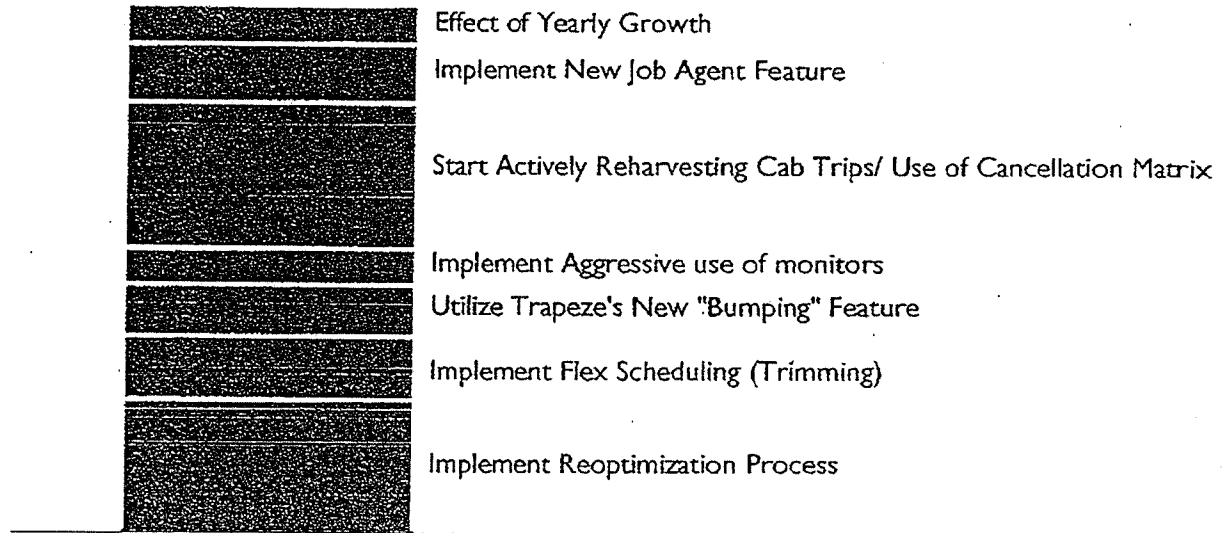 Effect of Yearly Growth
Implement New Job Agent Feature
Start Actively Reharvesting Cab Trips/ Use of Cancellation Matrix
Implement Aggressive use of monitors
Utilize Trapeze's New "Bumping" Feature
Implement Flex Scheduling (Trimming)
Implement Reoptimization Process